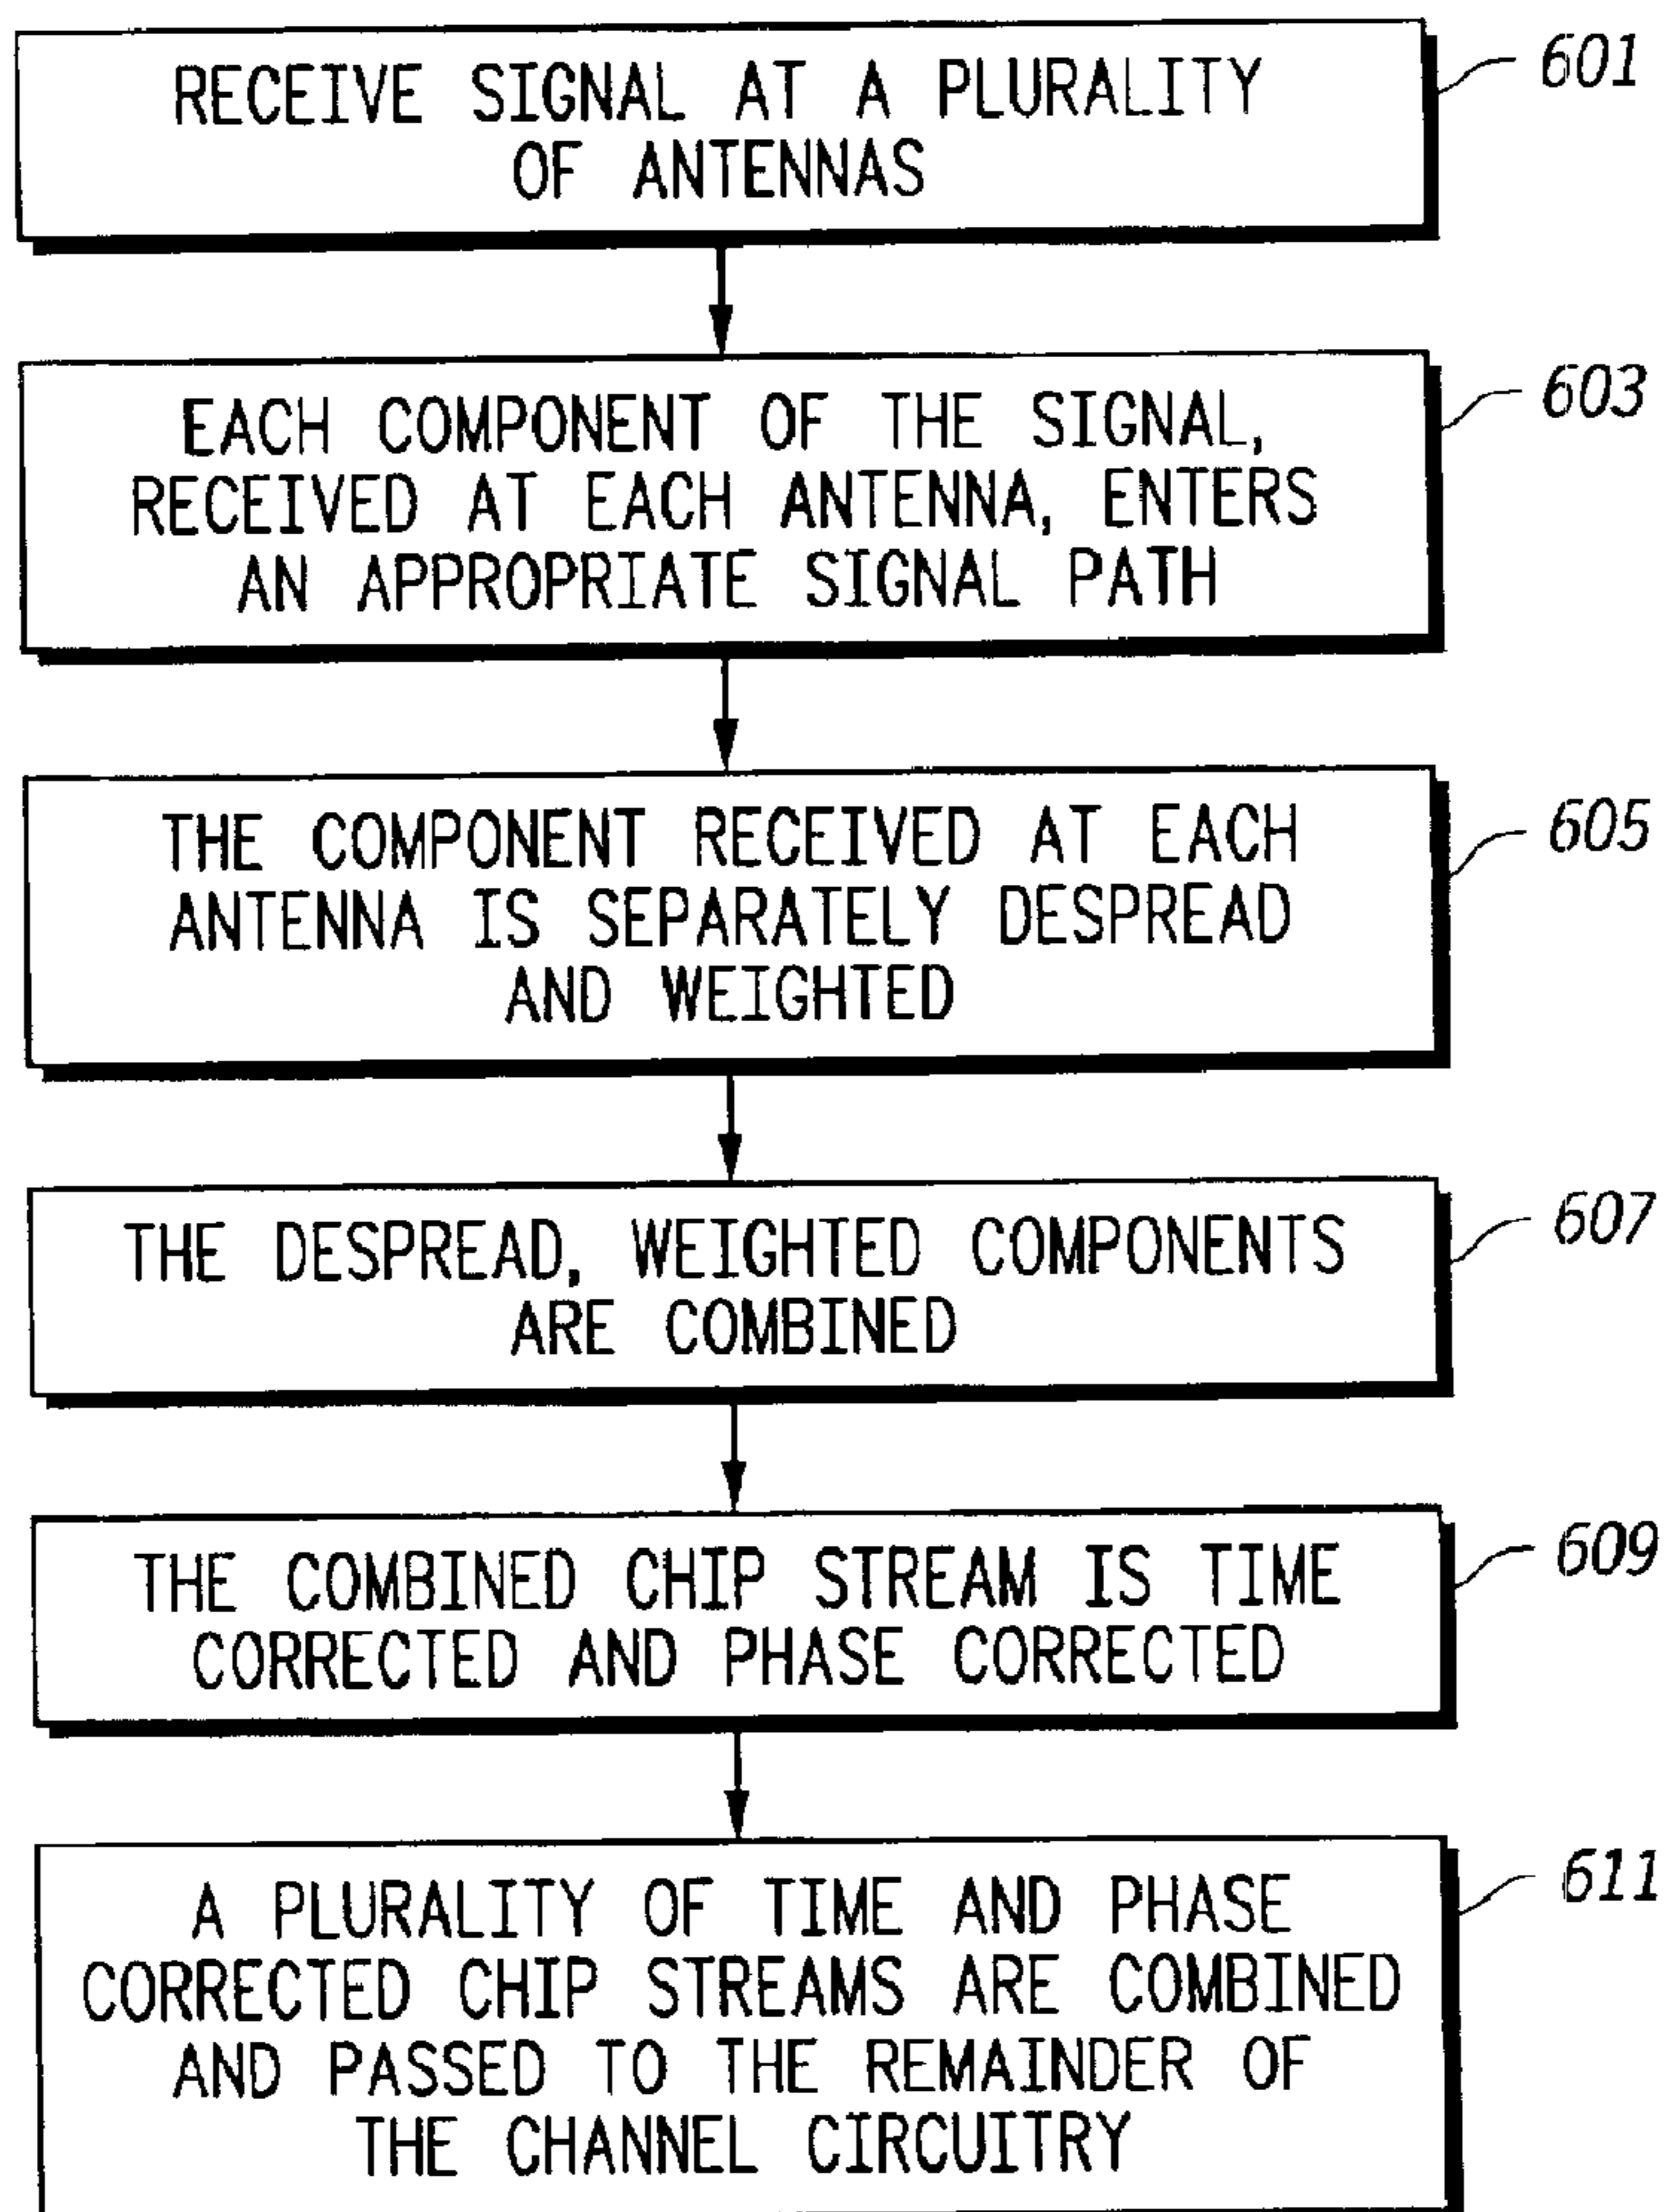 RECEIVE SIGNAL AT A PLURALITY
OF ANTENNAS
601
EACH COMPONENT OF THE SIGNAL,
RECEIVED AT EACH ANTENNA, ENTERS
AN APPROPRIATE SIGNAL PATH
603
THE COMPONENT RECEIVED AT EACH
ANTENNA IS SEPARATELY DESPREAD
AND WEIGHTED
605
THE DESPREAD, WEIGHTED COMPONENTS
ARE COMBINED
607
THE COMBINED CHIP STREAM IS TIME
CORRECTED AND PHASE CORRECTED
609
A PLURALITY OF TIME AND PHASE
CORRECTED CHIP STREAMS ARE COMBINED
AND PASSED TO THE REMAINDER OF
THE CHANNEL CIRCUITRY
611